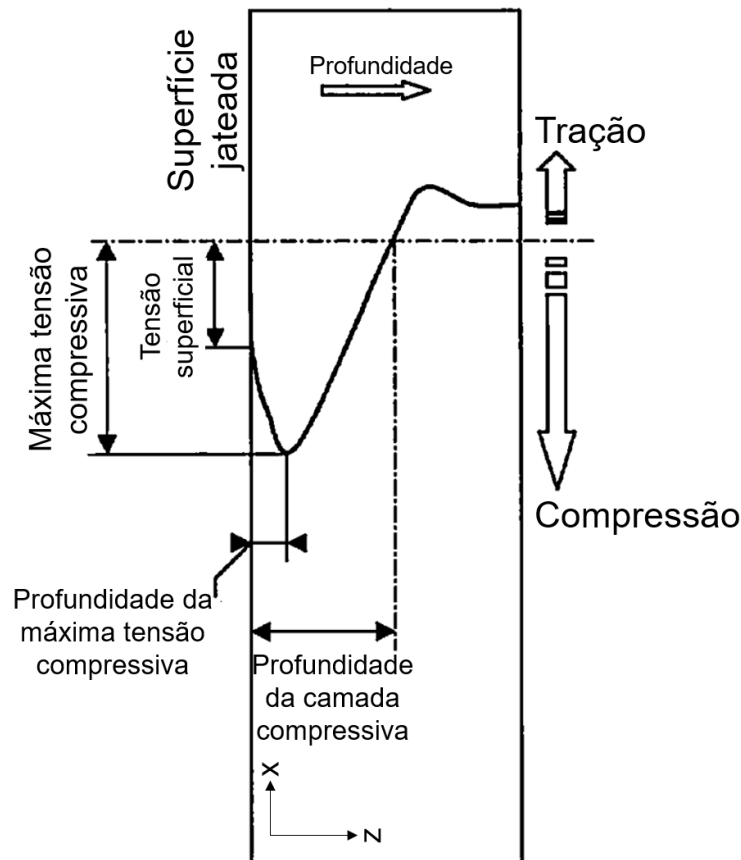 Superfície
jateada
Profundidade
Tração
Máxima tensão
compressiva
Tensão
superficial
Compressão
Profundidade da
máxima tensão
compressiva
Profundidade
da camada
compressiva
X
Z